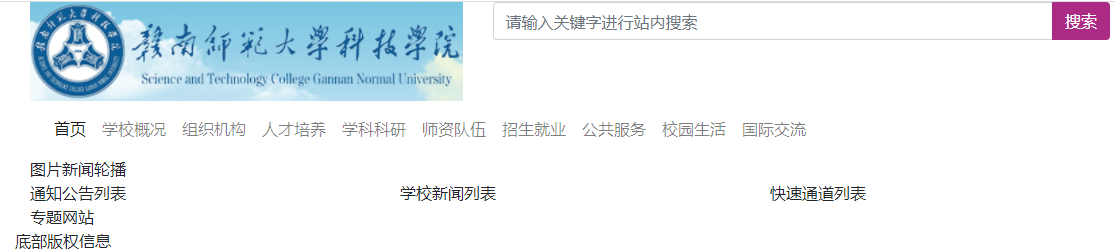 赣南师范大学科技学院
Science and Technology College Gannan Normal University
请输入关键字进行站内搜索 搜索
首页 学校概况 组织机构 人才培养 学科科研 师资队伍 招生就业 公共服务 校园生活 国际交流
图片新闻轮播
通知公告列表 学校新闻列表 快速通道列表
专题网站
底部版权信息